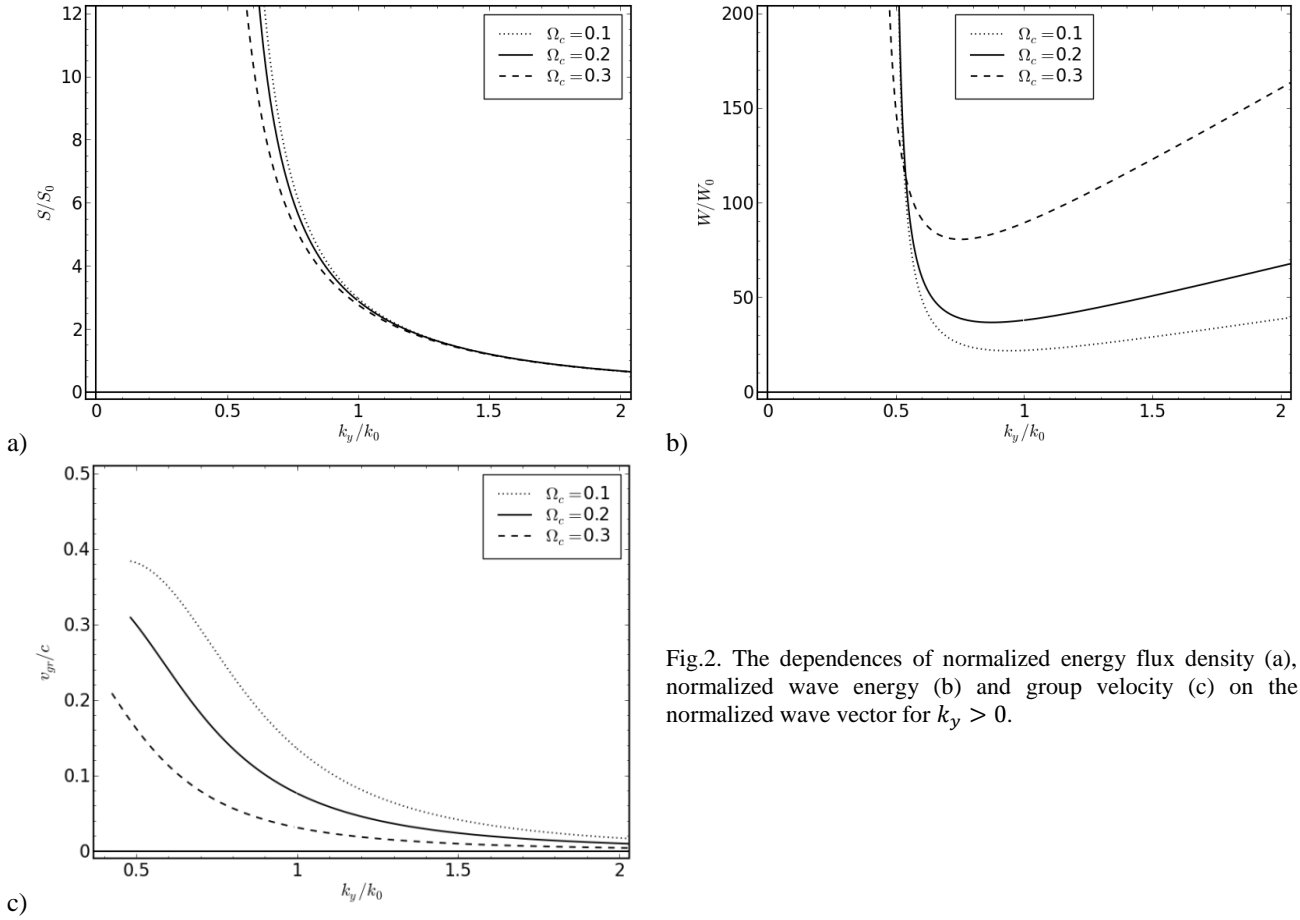 12
10
8
6
4
2
0
S/S₀
0
0.5
1
1.5
2
k_y/k₀
Ω_c=0.1
Ω_c=0.2
Ω_c=0.3
a)
200
150
100
50
0
W/W₀
0
0.5
1
1.5
2
k_y/k₀
Ω_c=0.1
Ω_c=0.2
Ω_c=0.3
b)
0.5
0.4
0.3
0.2
0.1
0
v_gr/c
0.5
1
1.5
2
k_y/k₀
Ω_c=0.1
Ω_c=0.2
Ω_c=0.3
c)
Fig.2. The dependences of normalized energy flux density (a),
normalized wave energy (b) and group velocity (c) on the
normalized wave vector for k_y > 0.